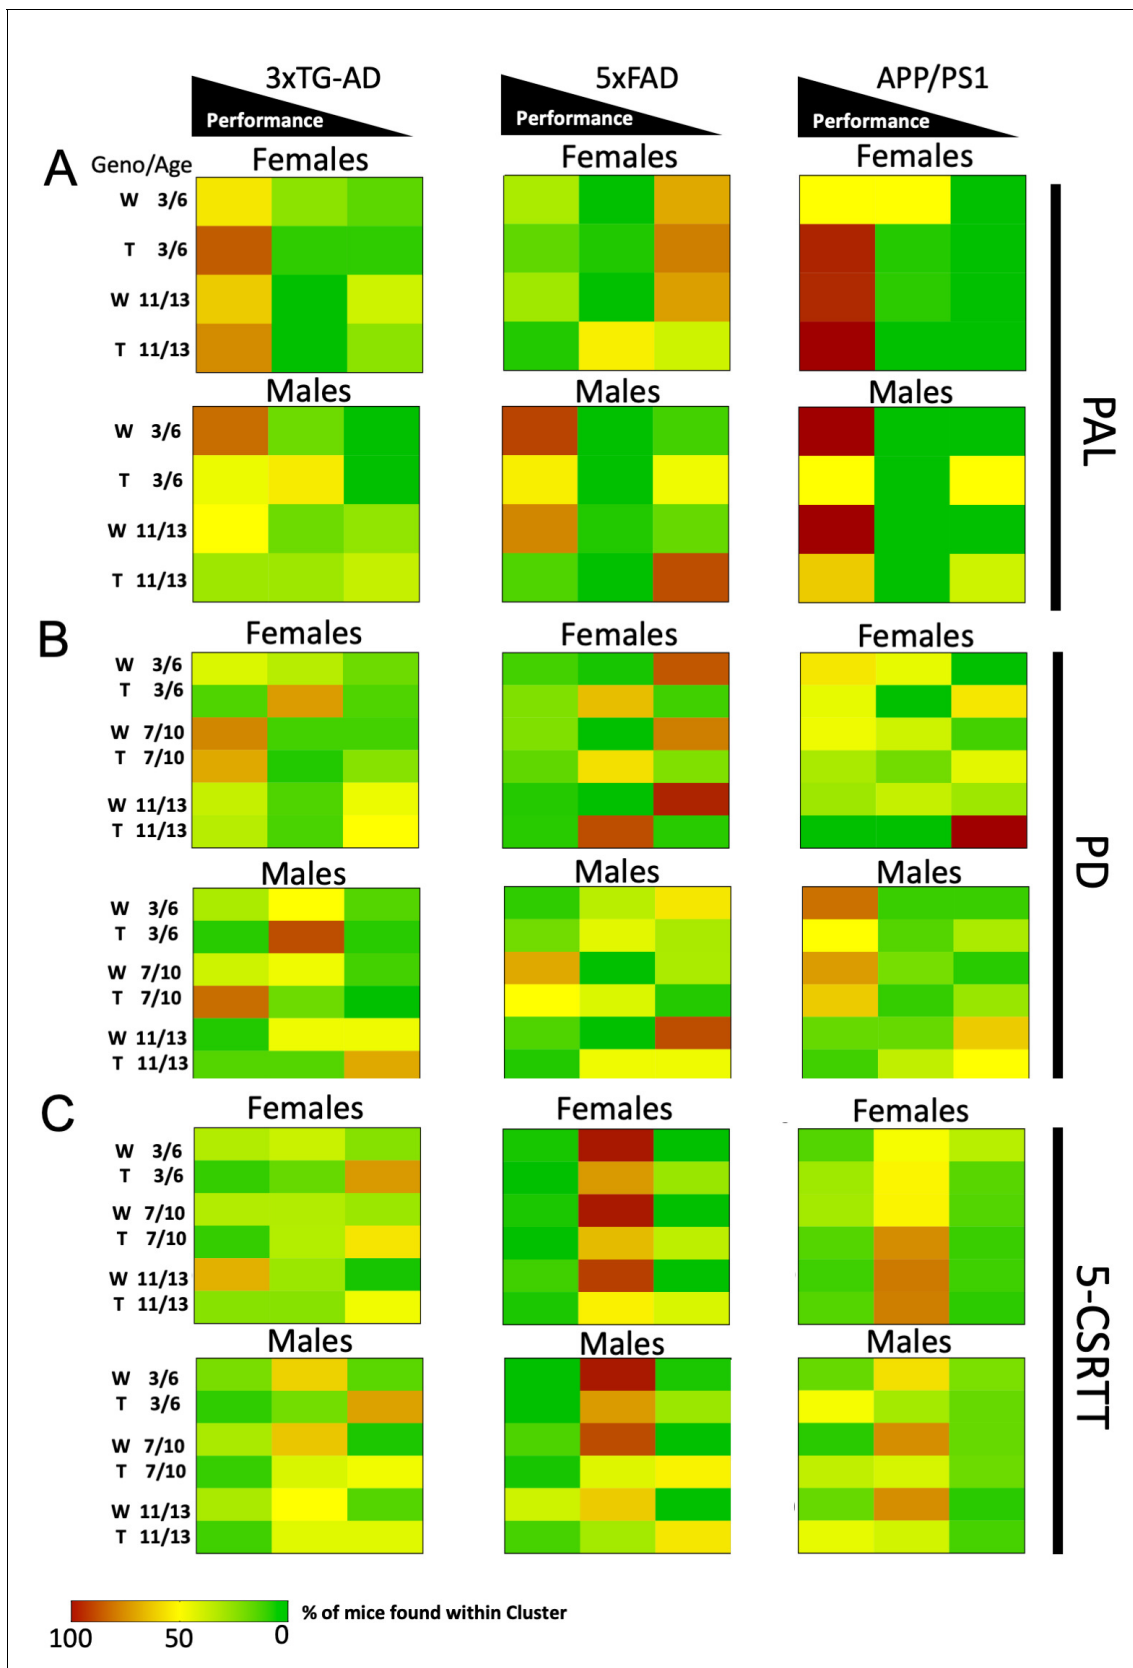 3xTG-AD 5xFAD APP/PS1
Performance Performance Performance
A Geno/Age Females Females Females
W 3/6
T 3/6
W 11/13
T 11/13
Males Males Males
W 3/6
T 3/6
W 11/13
T 11/13
PAL
B Females Females Females
W 3/6
T 3/6
W 7/10
T 7/10
W 11/13
T 11/13
Males Males Males
W 3/6
T 3/6
W 7/10
T 7/10
W 11/13
T 11/13
PD
C Females Females Females
W 3/6
T 3/6
W 7/10
T 7/10
W 11/13
T 11/13
Males Males Males
W 3/6
T 3/6
W 7/10
T 7/10
W 11/13
T 11/13
5-CSRTT
% of mice found within Cluster
100 50 0